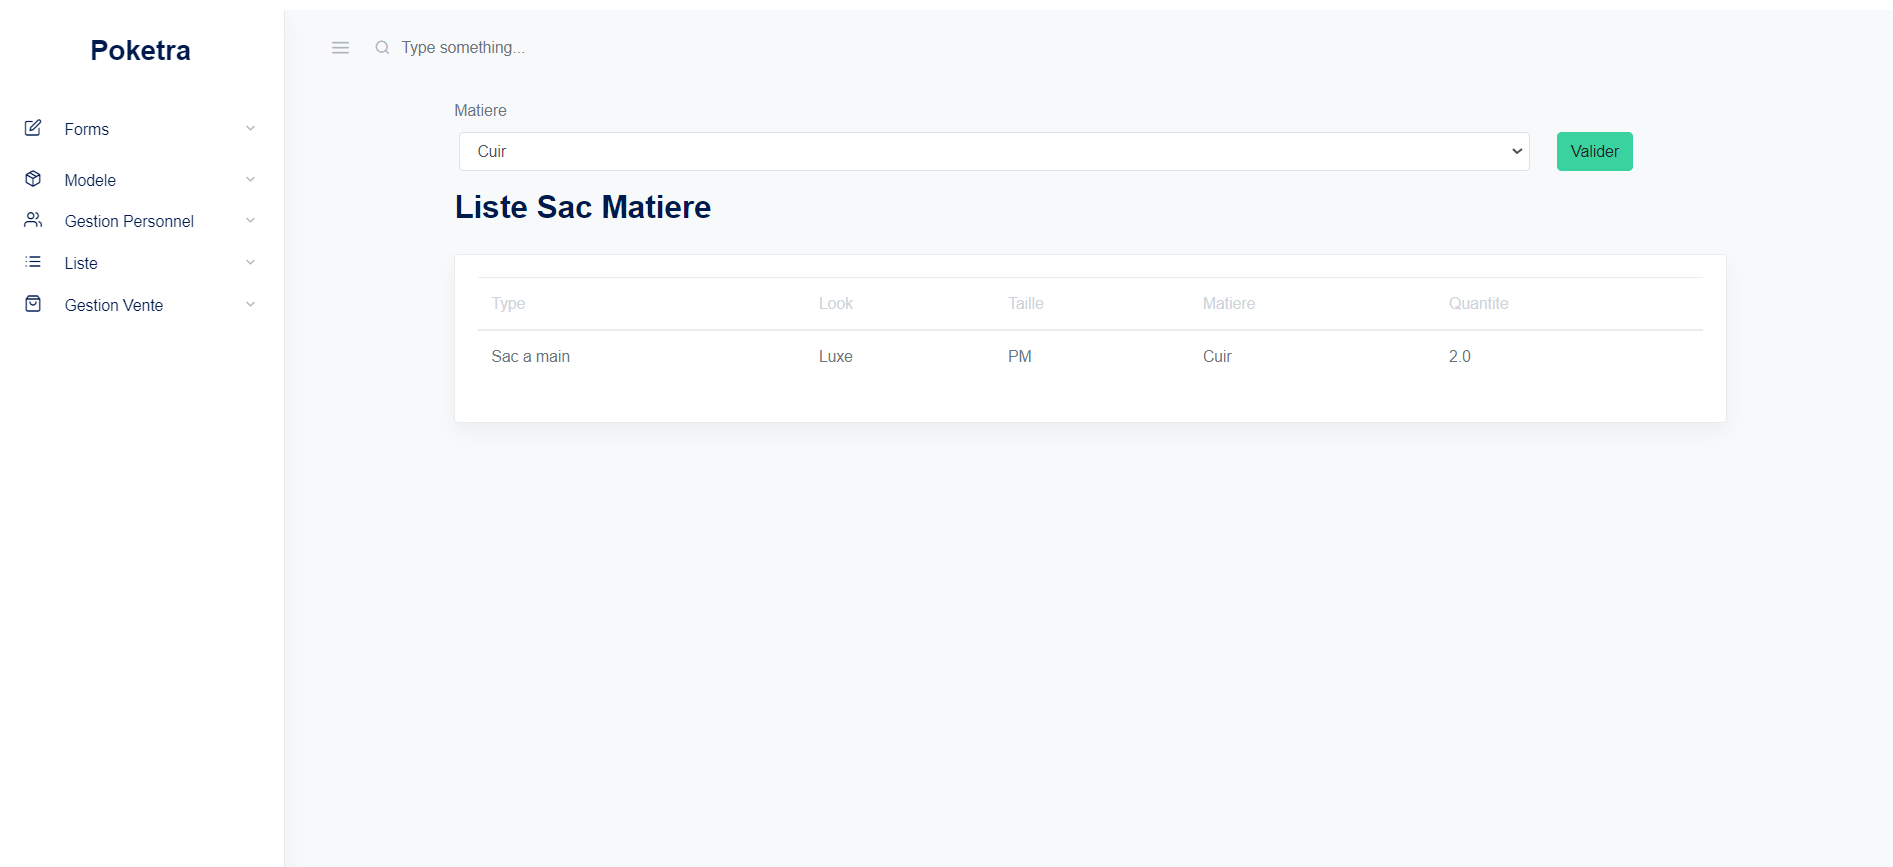 Poketra
Forms
Modele
Gestion Personnel
Liste
Gestion Vente
Type something...
Matiere
Cuir
Valider
Liste Sac Matiere
Type Look Taille Matiere Quantite
Sac a main Luxe PM Cuir 2.0